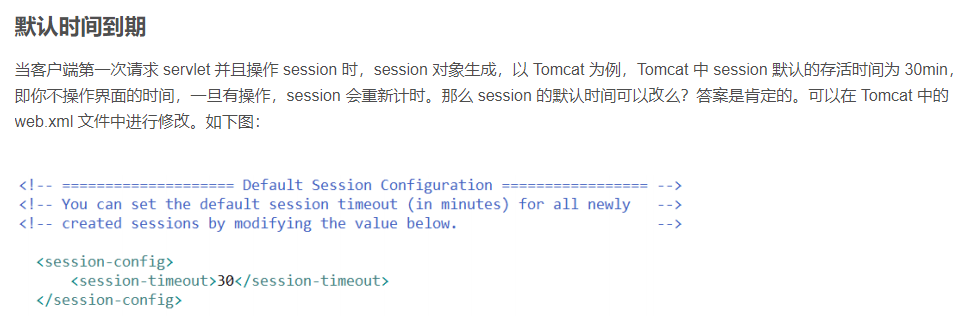 默认时间到期
当客户端第一次请求 servlet 并且操作 session 时，session 对象生成，以 Tomcat 为例，Tomcat 中 session 默认的存活时间为 30min，
即你不操作界面的时间，一旦有操作，session 会重新计时。那么 session 的默认时间可以改么？答案是肯定的。可以在 Tomcat 中的
web.xml 文件中进行修改。如下图：
<!-- ==================== Default Session Configuration ================= -->
<!-- You can set the default session timeout (in minutes) for all newly   -->
<!-- created sessions by modifying the value below.                       -->
<session-config>
<session-timeout>30</session-timeout>
</session-config>